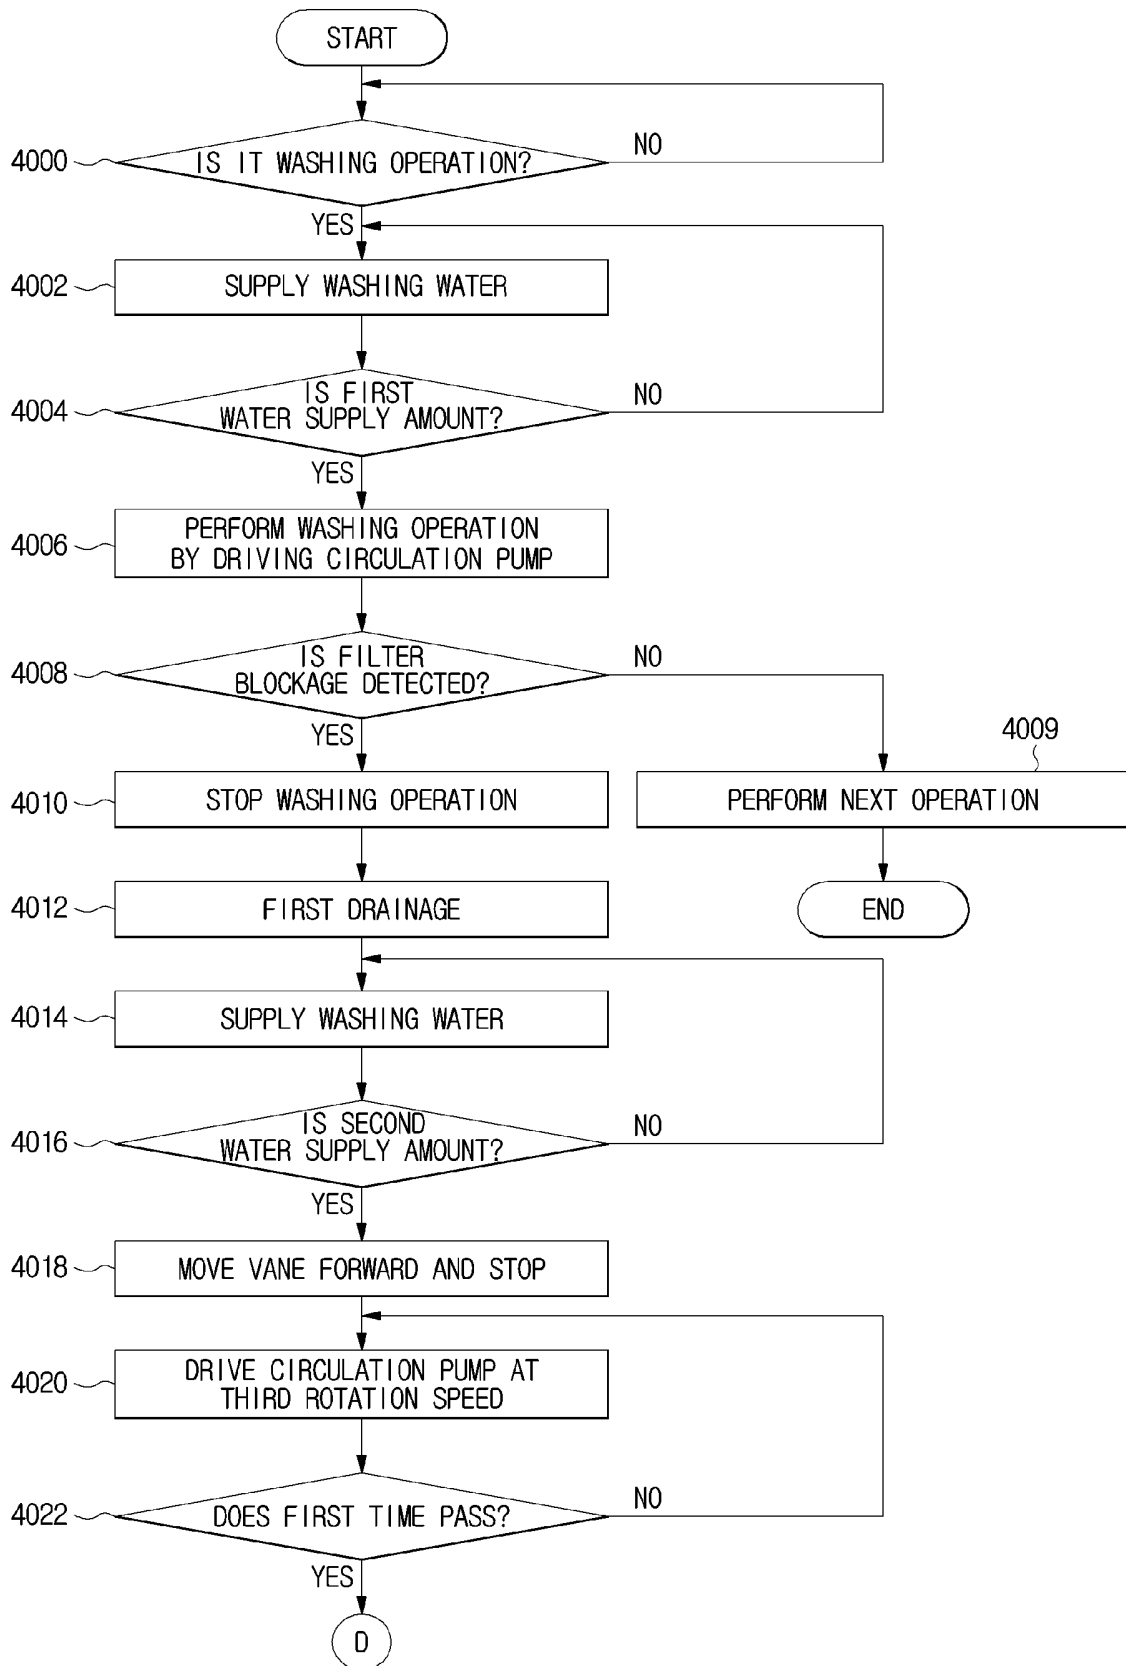 START
4000
IS IT WASHING OPERATION?
NO
YES
4002
SUPPLY WASHING WATER
4004
IS FIRST
WATER SUPPLY AMOUNT?
NO
YES
4006
PERFORM WASHING OPERATION
BY DRIVING CIRCULATION PUMP
4008
IS FILTER
BLOCKAGE DETECTED?
NO
YES
4009
4010
STOP WASHING OPERATION
PERFORM NEXT OPERATION
4012
FIRST DRAINAGE
END
4014
SUPPLY WASHING WATER
4016
IS SECOND
WATER SUPPLY AMOUNT?
NO
YES
4018
MOVE VANE FORWARD AND STOP
4020
DRIVE CIRCULATION PUMP AT
THIRD ROTATION SPEED
4022
DOES FIRST TIME PASS?
NO
YES
D